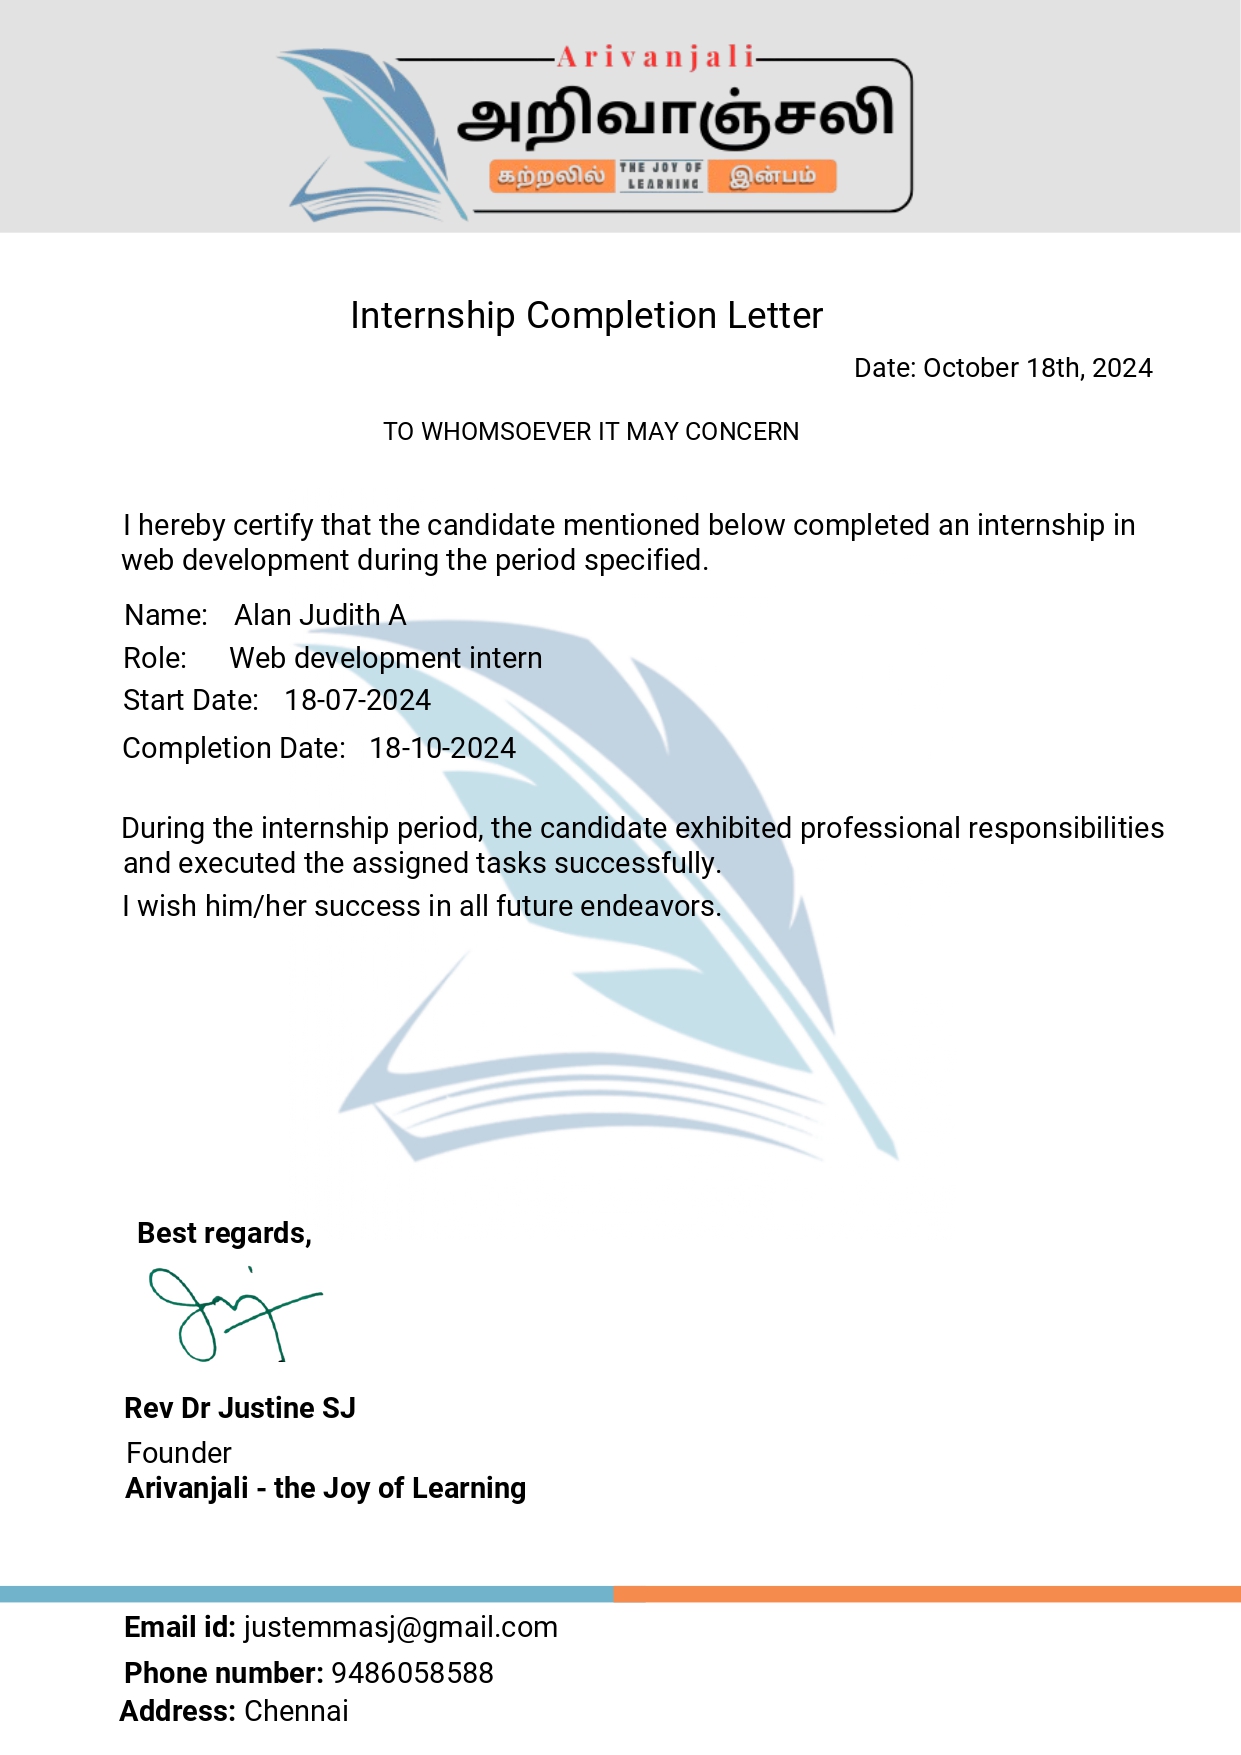 Arivanjali
அறிவாஞ்சலி
கற்றலில் THE JOY OF LEARNING இன்பம்
Internship Completion Letter
Date: October 18th, 2024
TO WHOMSOEVER IT MAY CONCERN
I hereby certify that the candidate mentioned below completed an internship in
web development during the period specified.
Name: Alan Judith A
Role: Web development intern
Start Date: 18-07-2024
Completion Date: 18-10-2024
During the internship period, the candidate exhibited professional responsibilities
and executed the assigned tasks successfully.
I wish him/her success in all future endeavors.
Best regards,
Rev Dr Justine SJ
Founder
Arivanjali - the Joy of Learning
Email id: justemmasj@gmail.com
Phone number: 9486058588
Address: Chennai